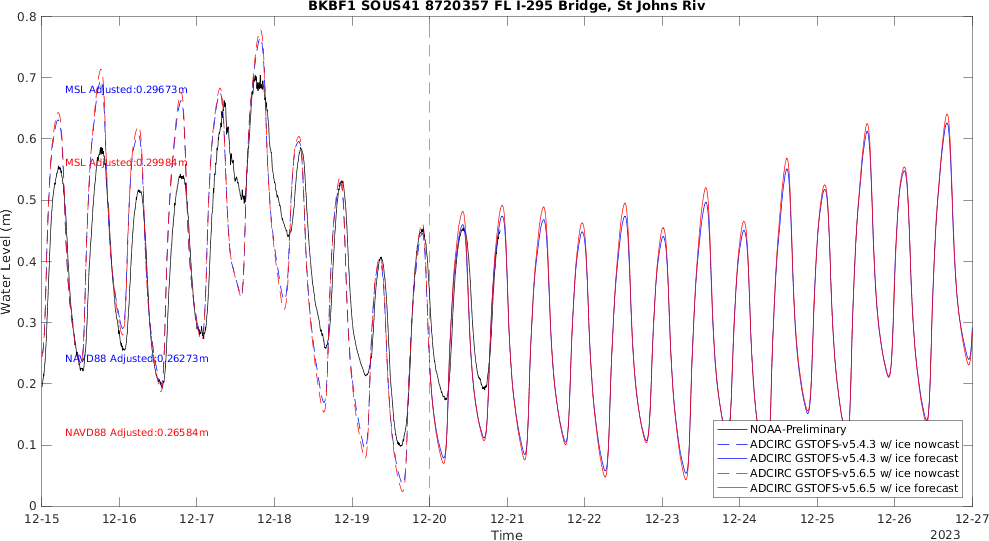 BKBF1 SOUS41 8720357 FL I-295 Bridge, St Johns Riv
0.8
0.7
0.6
0.5
0.4
0.3
0.2
0.1
0
Water Level (m)
MSL Adjusted:0.29673m
MSL Adjusted:0.29984m
NAVD88 Adjusted:0.26273m
NAVD88 Adjusted:0.26584m
NOAA-Preliminary
ADCIRC GSTOFS-v5.4.3 w/ ice nowcast
ADCIRC GSTOFS-v5.4.3 w/ ice forecast
ADCIRC GSTOFS-v5.6.5 w/ ice nowcast
ADCIRC GSTOFS-v5.6.5 w/ ice forecast
12-15 12-16 12-17 12-18 12-19 12-20 12-21 12-22 12-23 12-24 12-25 12-26 12-27
Time
2023